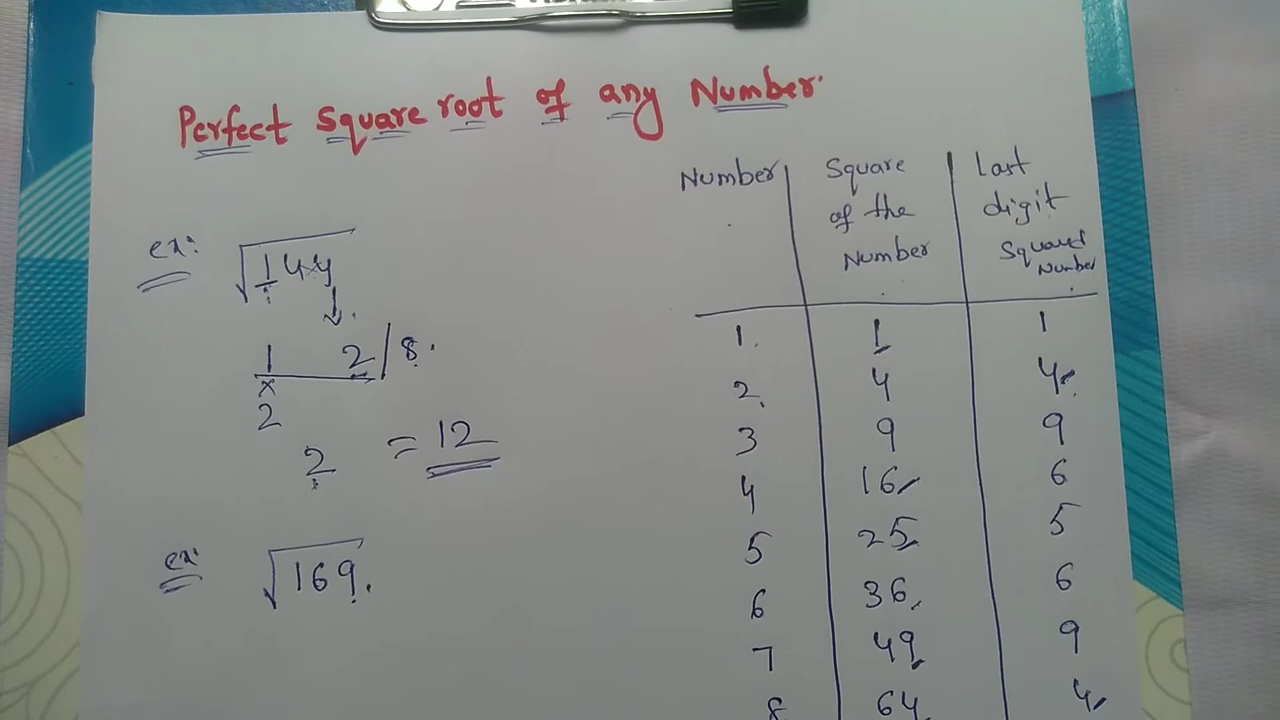 Perfect Square root of any Number.
ex:
√144
1 2/8.
x
2
2
= 12
ex:
√169.
Number | Square of the Number | Last digit Squared Number
1. | 1 | 1
2. | 4 | 4
3 | 9 | 9
4 | 16 | 6
5 | 25 | 5
6 | 36 | 6
7 | 49 | 9
8 | 64 | 4